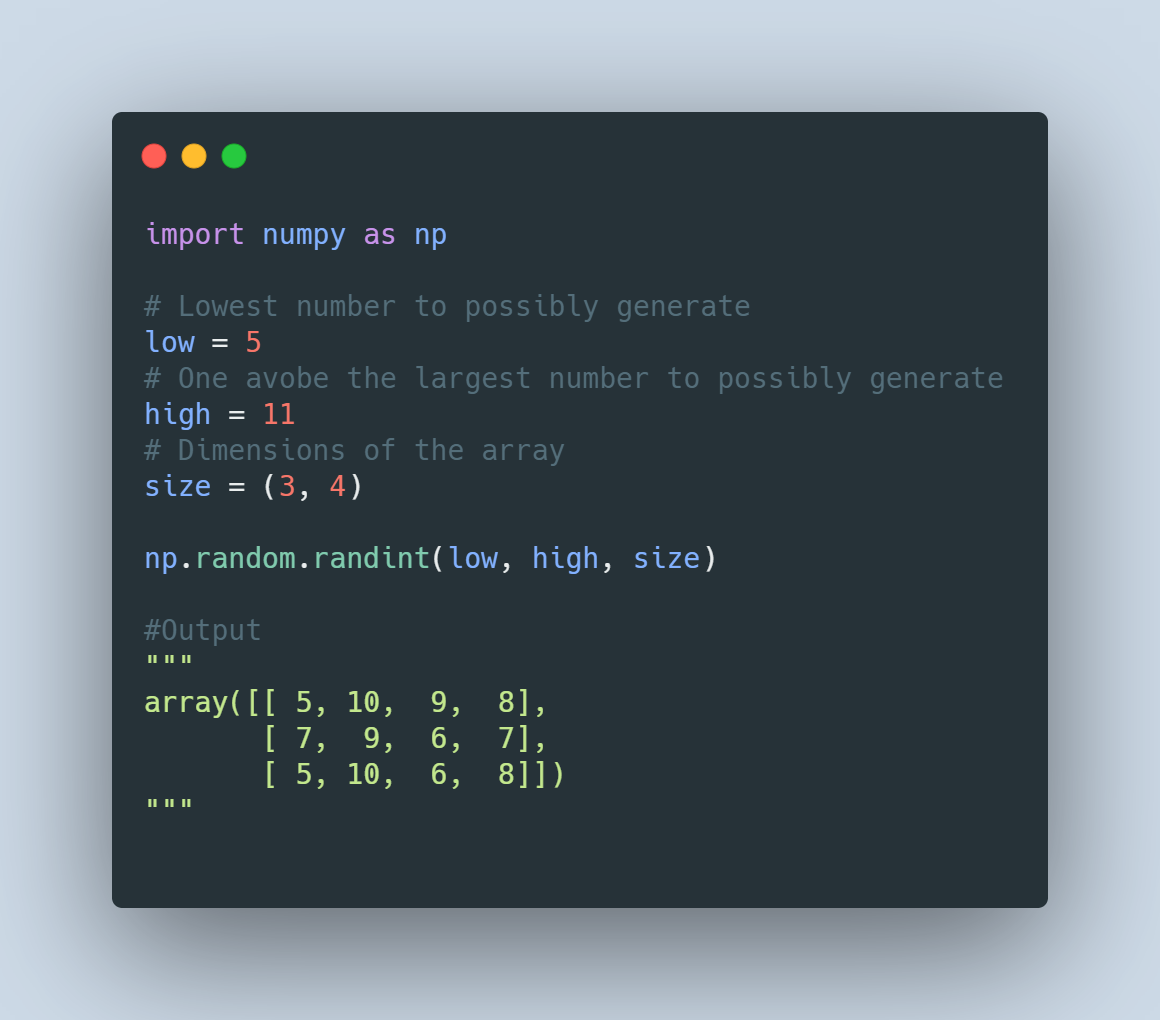 import numpy as np
# Lowest number to possibly generate
low = 5
# One avobe the largest number to possibly generate
high = 11
# Dimensions of the array
size = (3, 4)
np.random.randint(low, high, size)
#Output
"""
array([[ 5, 10,  9,  8],
       [ 7,  9,  6,  7],
       [ 5, 10,  6,  8]])
"""